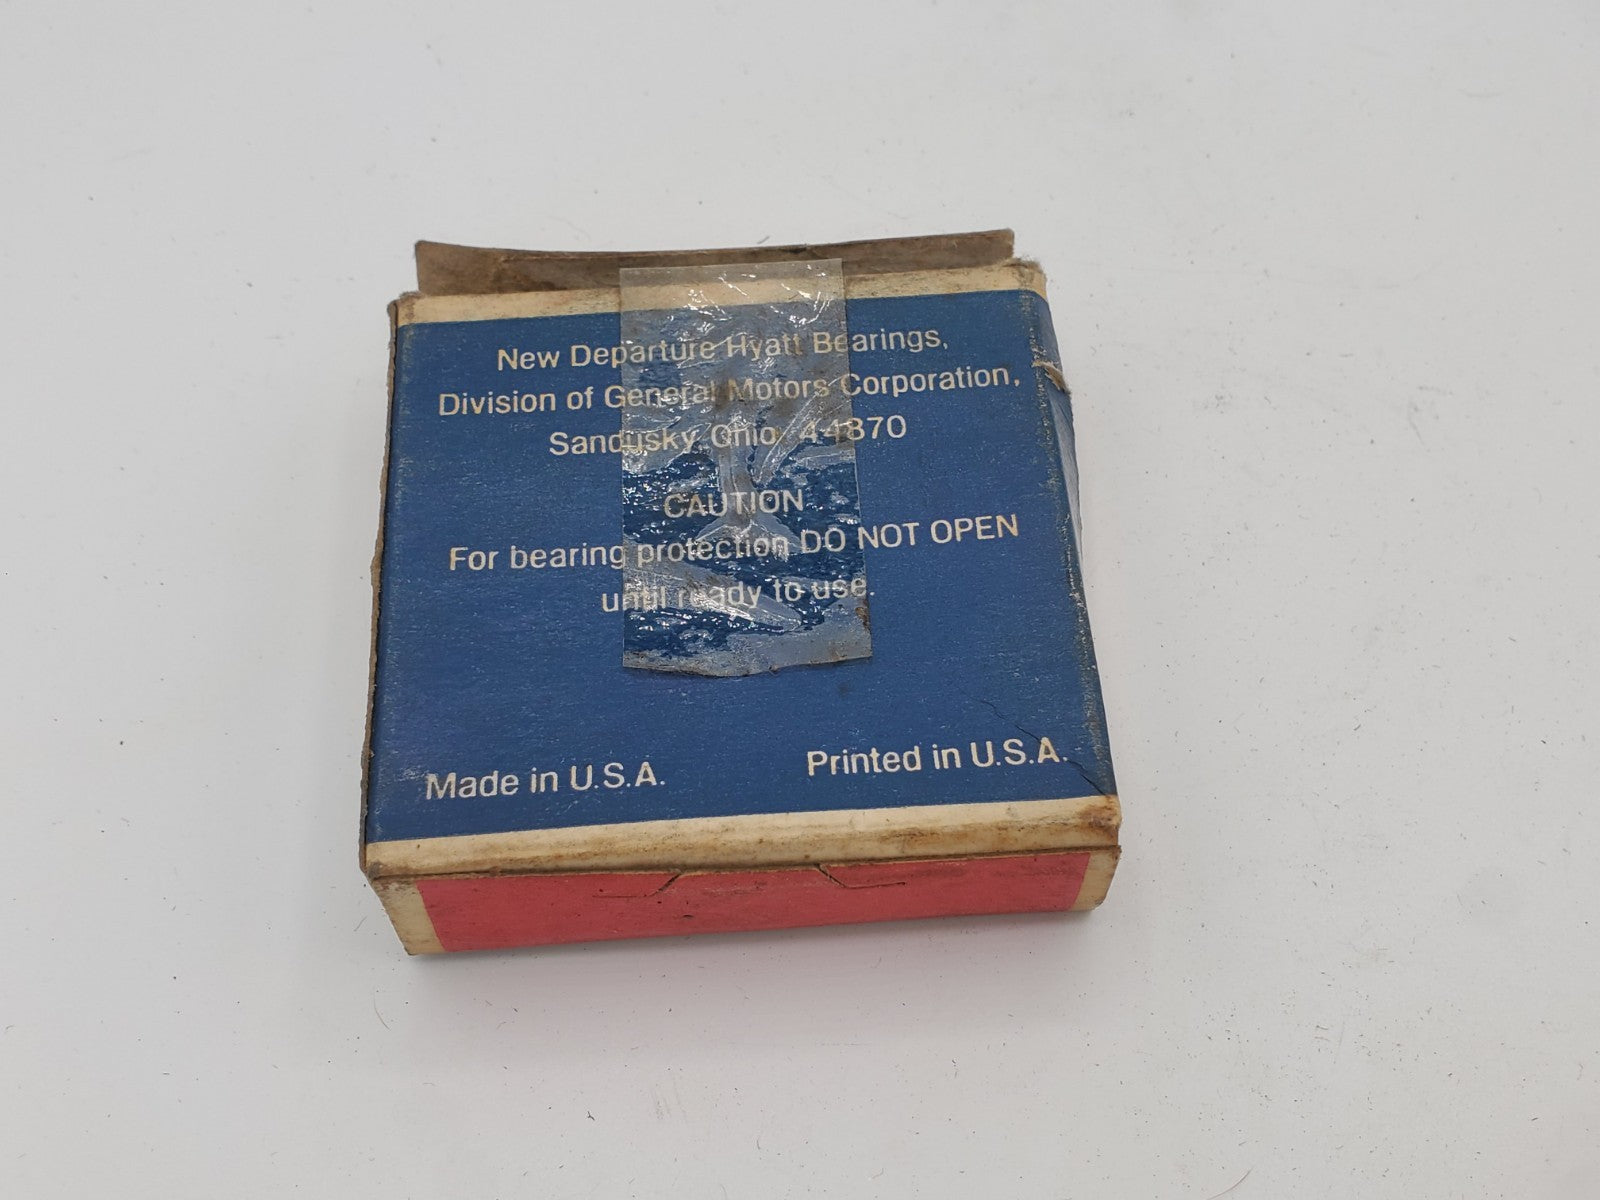 New Departure Hyatt Bearings,
Division of General Motors Corporation,
Sandusky, Ohio 44870
CAUTION
For bearing protection DO NOT OPEN
until ready to use.
Made in U.S.A.
Printed in U.S.A.